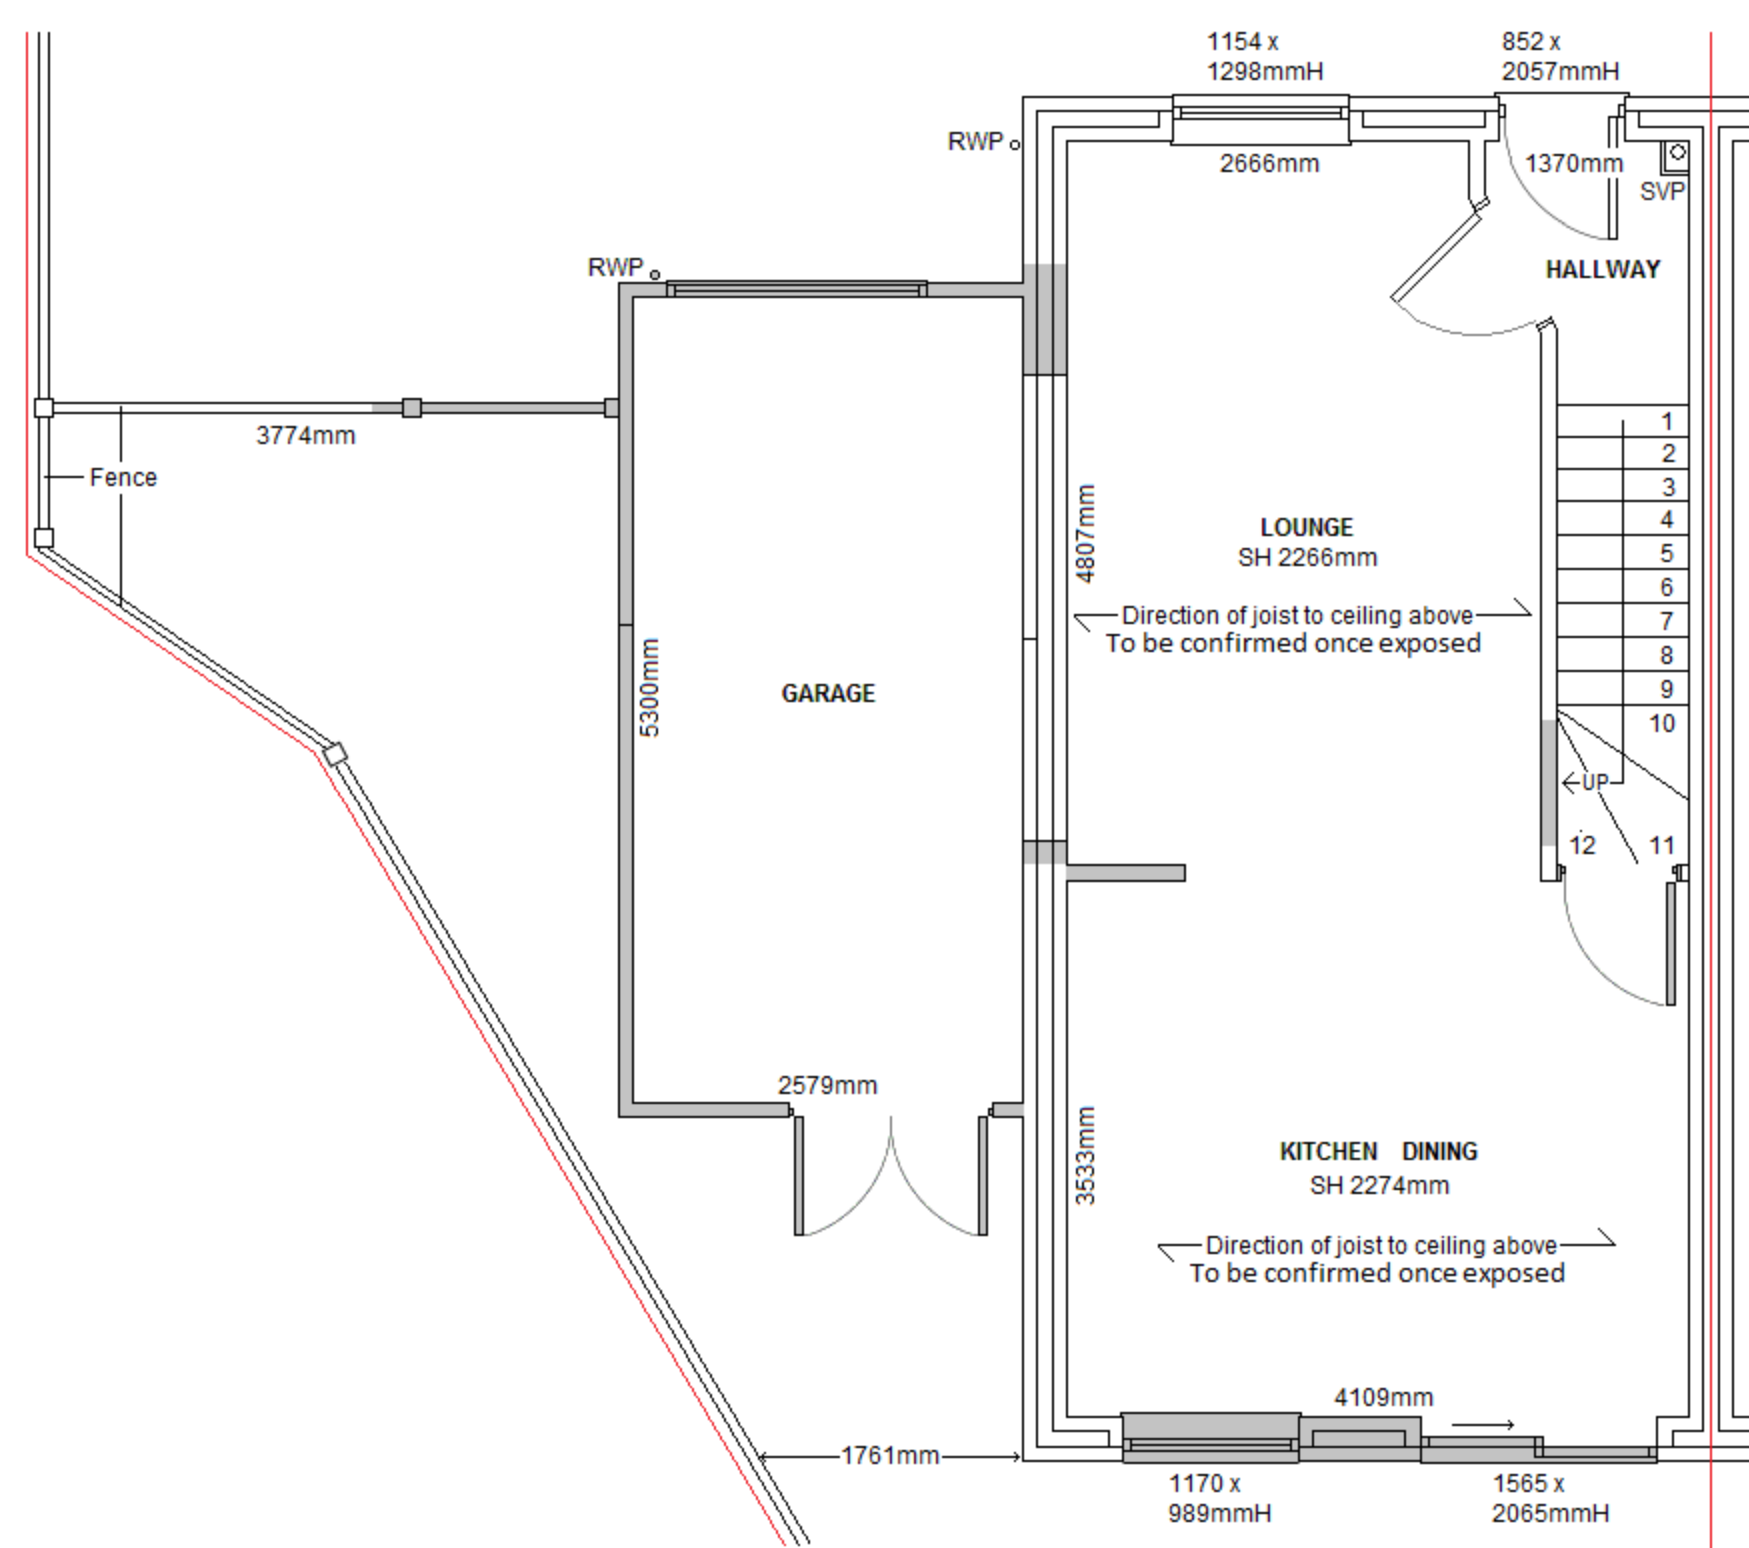 1154 x
1298mmH
852 x
2057mmH
RWP
2666mm
1370mm
SVP
RWP
HALLWAY
3774mm
Fence
1
2
3
4
5
6
7
8
9
10
11
12
UP
4807mm
LOUNGE
SH 2266mm
Direction of joist to ceiling above
To be confirmed once exposed
5300mm
GARAGE
2579mm
3533mm
KITCHEN DINING
SH 2274mm
Direction of joist to ceiling above
To be confirmed once exposed
4109mm
1761mm
1170 x
989mmH
1565 x
2065mmH